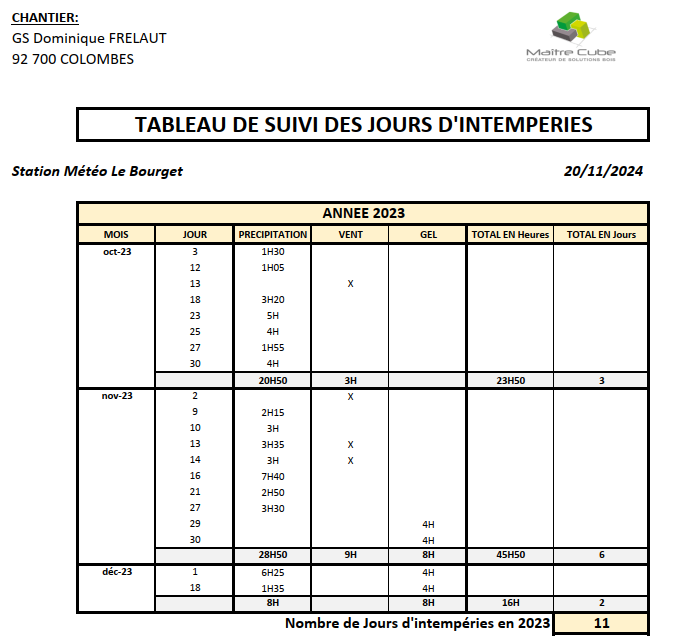 CHANTIER:
GS Dominique FRELAUT
92 700 COLOMBES
Maître Cube
CRÉATEUR DE SOLUTIONS BOIS
TABLEAU DE SUIVI DES JOURS D'INTEMPERIES
Station Météo Le Bourget 20/11/2024
ANNEE 2023
MOIS JOUR PRECIPITATION VENT GEL TOTAL EN Heures TOTAL EN Jours
oct-23 3 1H30
12 1H05
13 X
18 3H20
23 5H
25 4H
27 1H55
30 4H
20H50 3H 23H50 3
nov-23 2 X
9 2H15
10 3H
13 3H35 X
14 3H X
16 7H40
21 2H50
27 3H30
29 4H
30 4H
28H50 9H 8H 45H50 6
déc-23 1 6H25 4H
18 1H35 4H
8H 8H 16H 2
Nombre de Jours d'intempéries en 2023 11